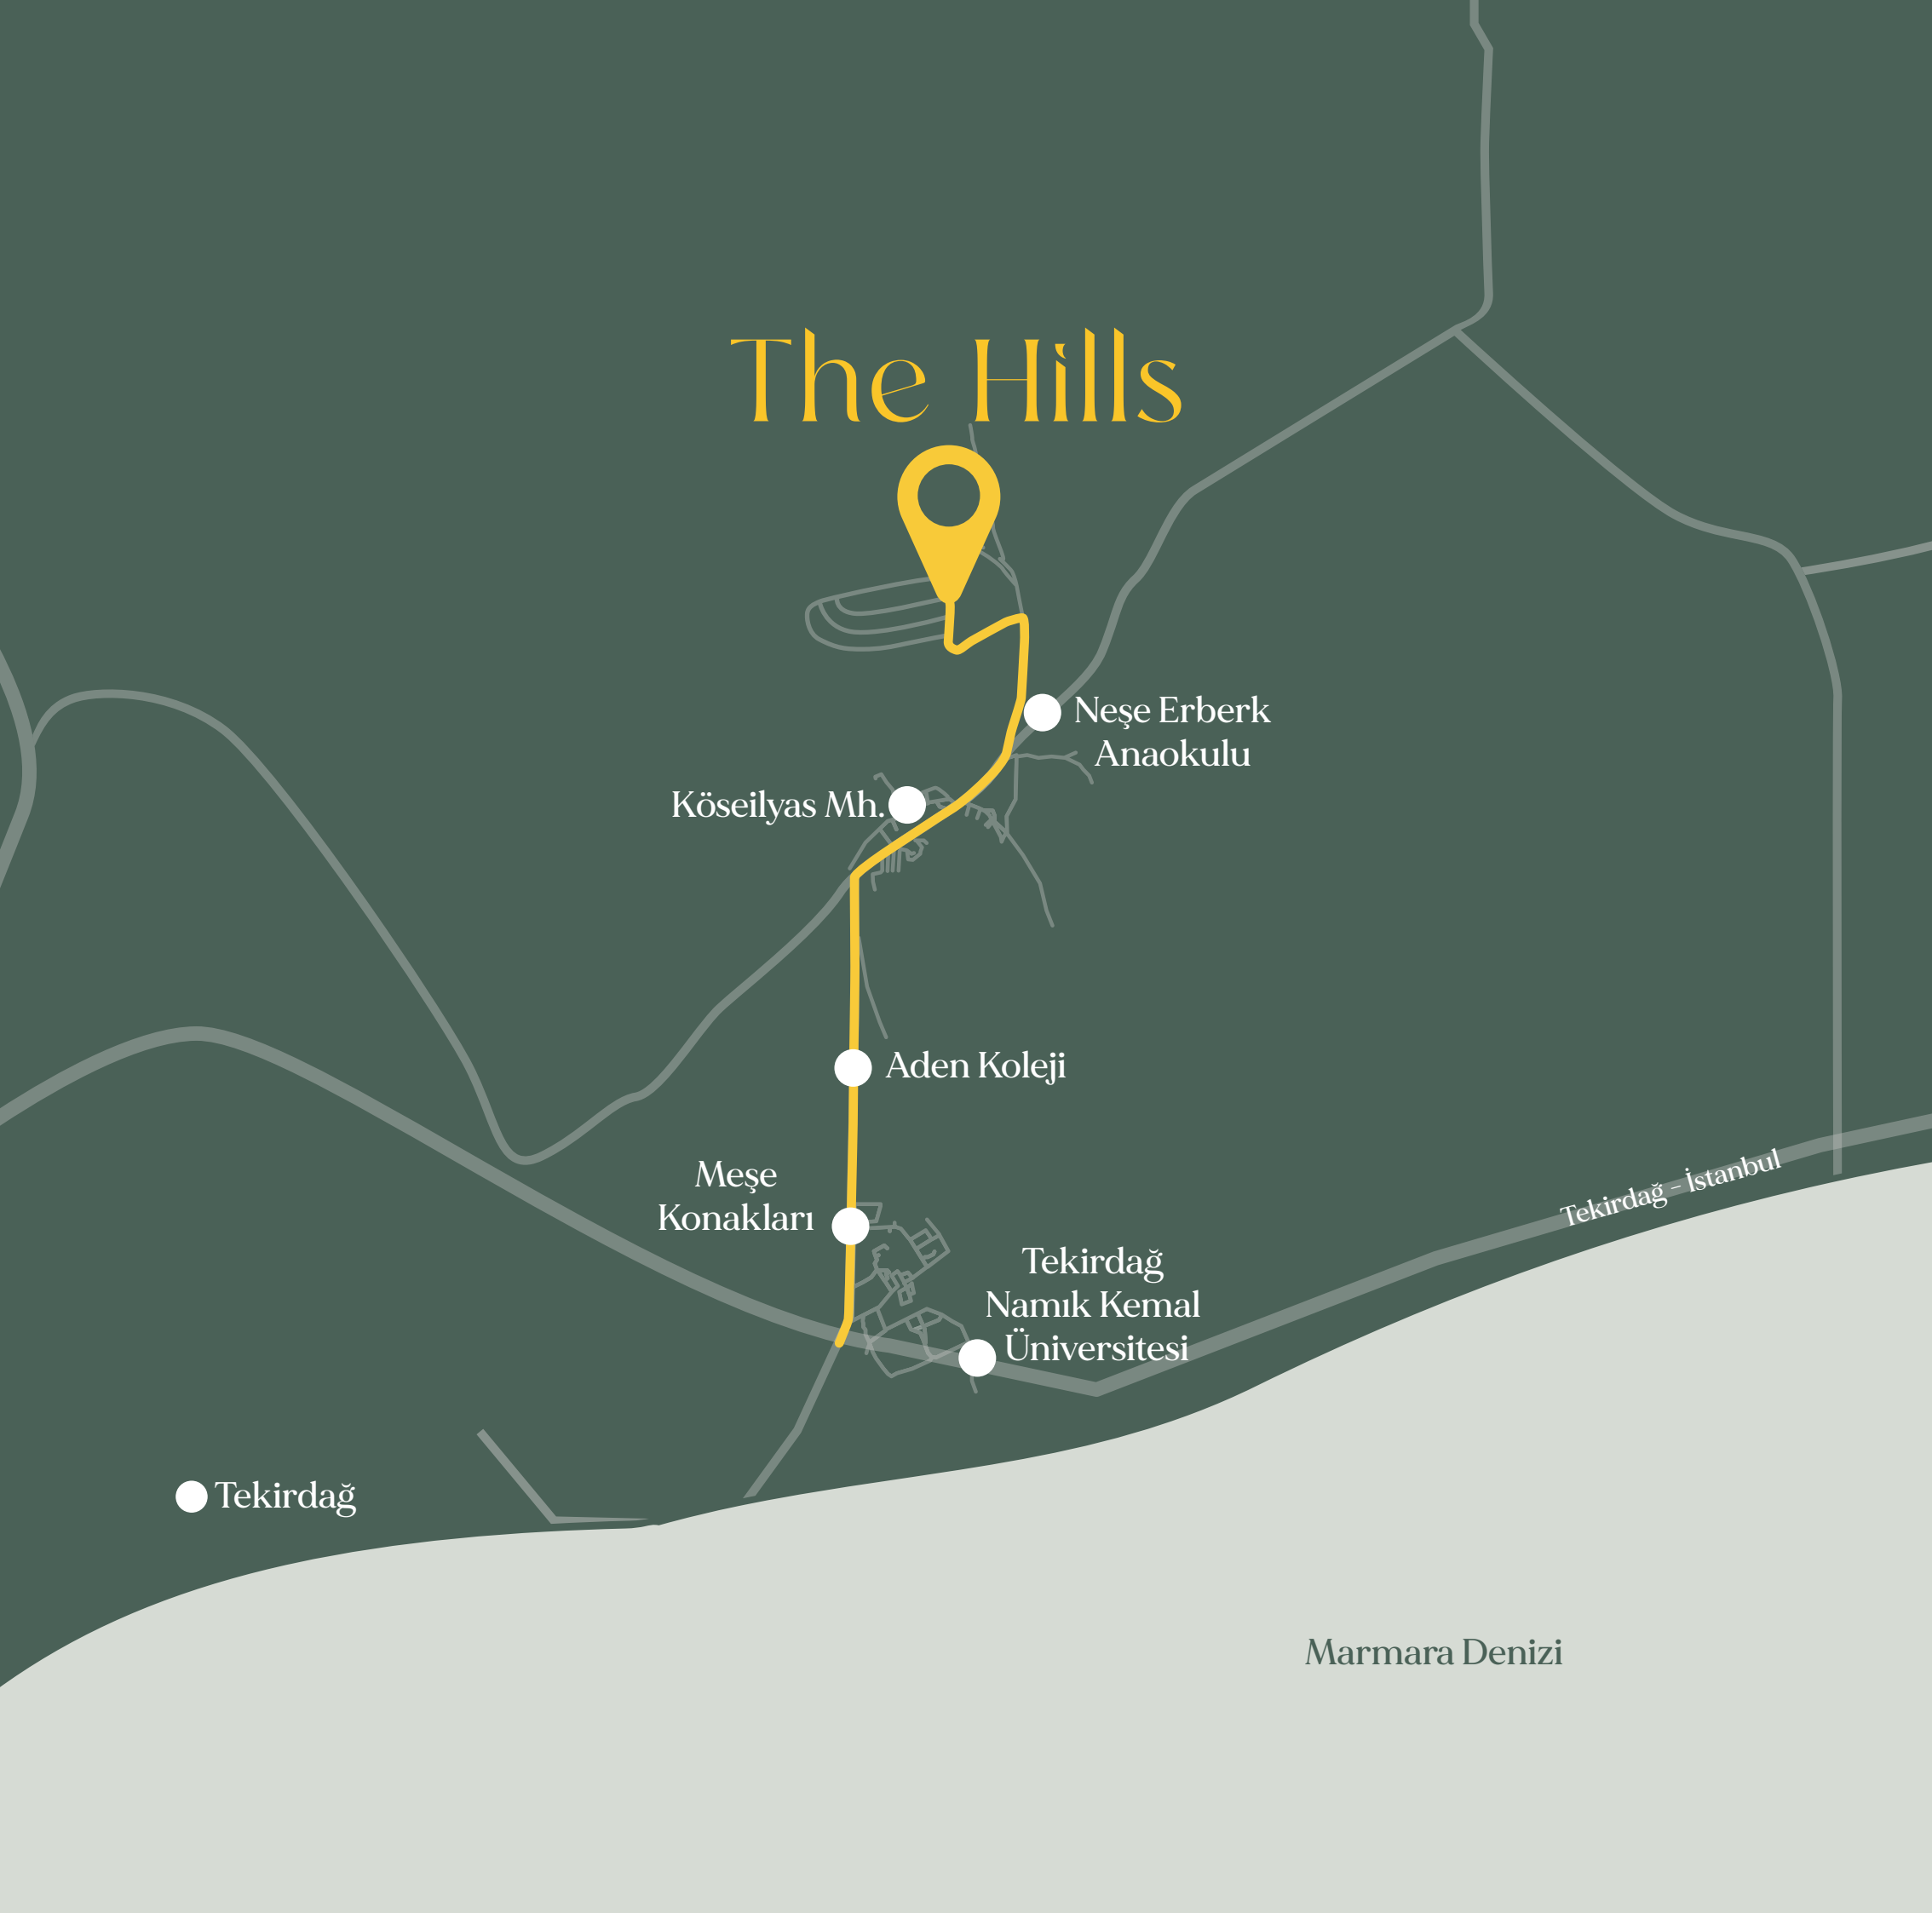 The Hills
Neşe Erberk
Anaokulu
Köseilyas Mh.
Aden Koleji
Meşe
Konakları
Tekirdağ - İstanbul
Tekirdağ
Namık Kemal
Üniversitesi
Tekirdağ
Marmara Denizi